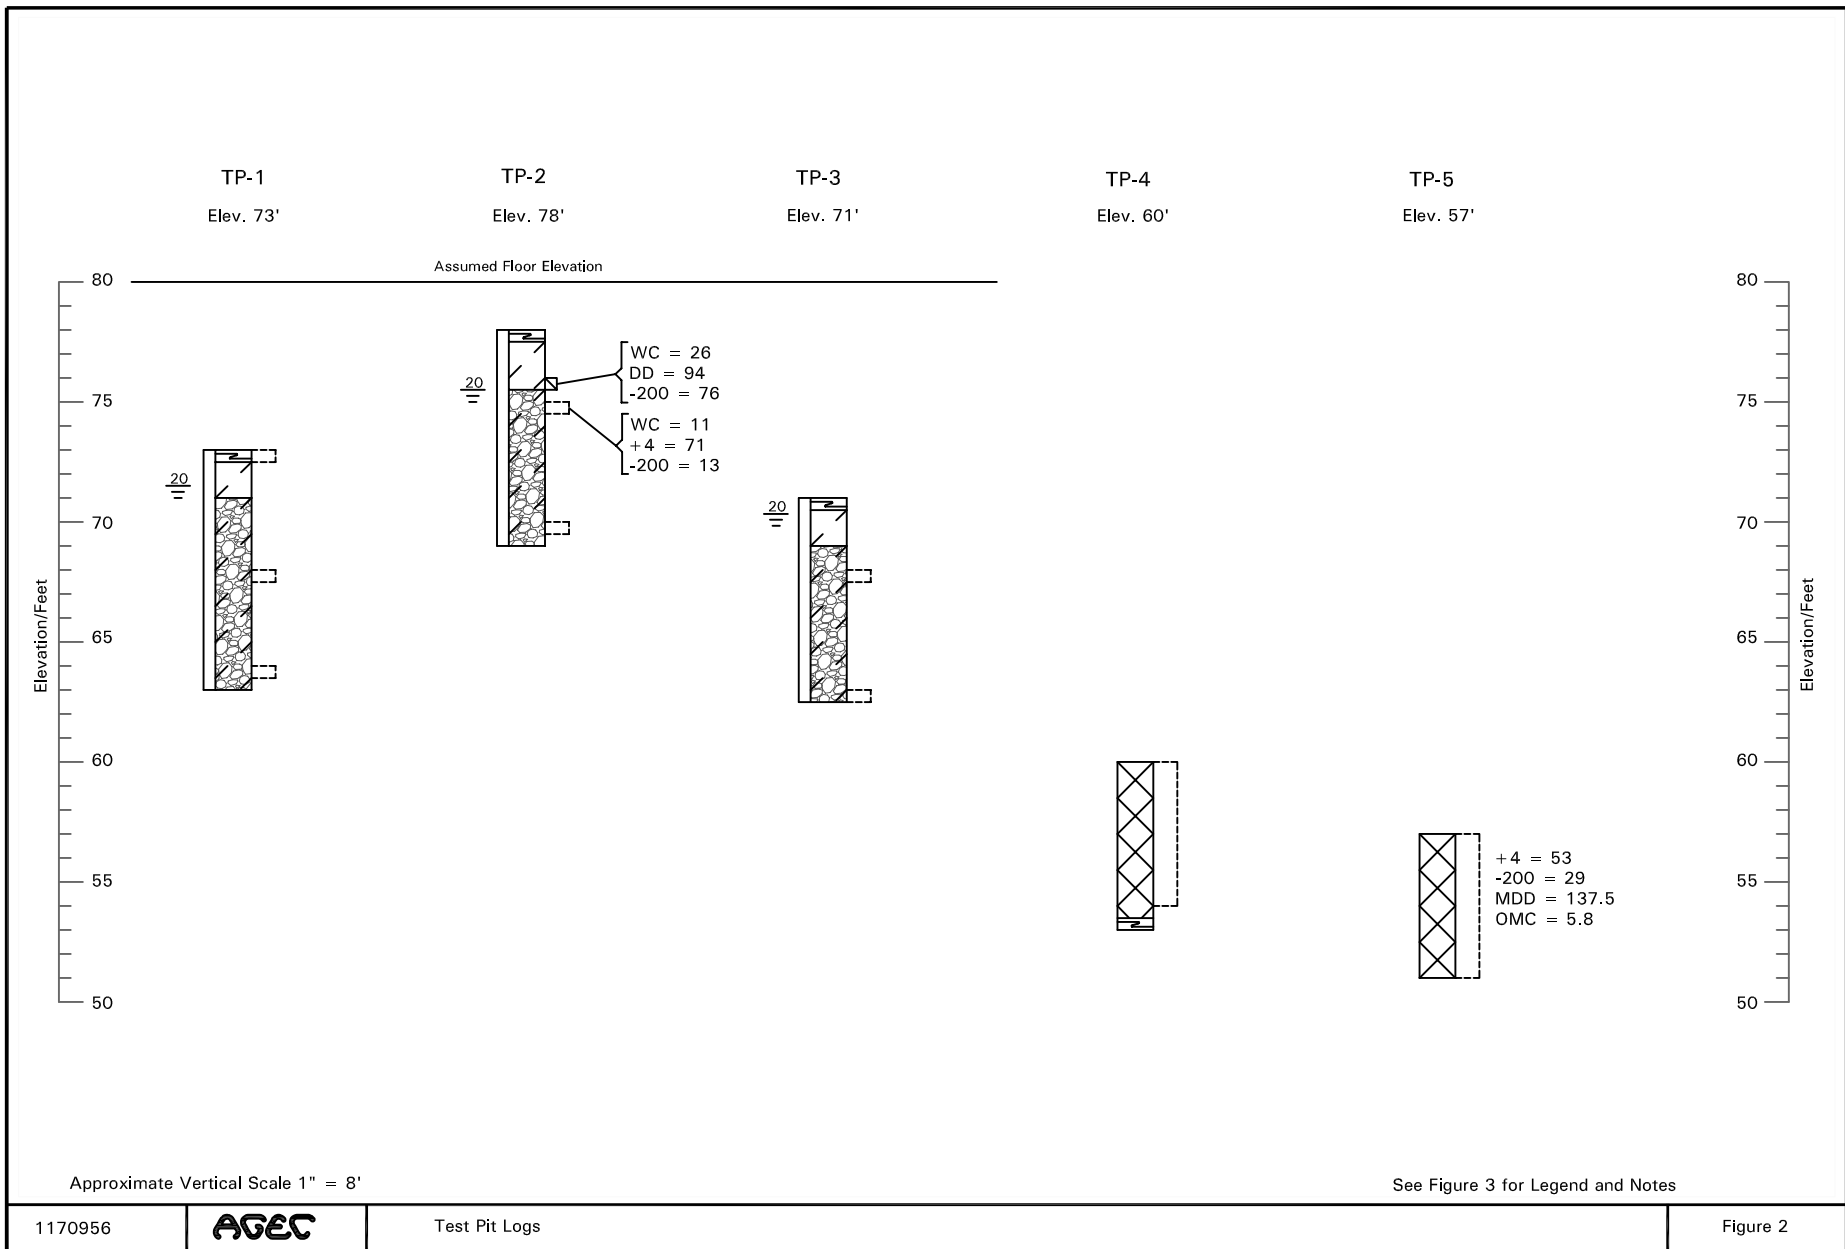 TP-1
Elev. 73'
TP-2
Elev. 78'
TP-3
Elev. 71'
TP-4
Elev. 60'
TP-5
Elev. 57'
Assumed Floor Elevation
80
75
70
65
60
55
50
Elevation/Feet
20
20
WC = 26
DD = 94
-200 = 76
WC = 11
+4 = 71
-200 = 13
20
+4 = 53
-200 = 29
MDD = 137.5
OMC = 5.8
80
75
70
65
60
55
50
Elevation/Feet
Approximate Vertical Scale 1" = 8'
See Figure 3 for Legend and Notes
1170956
AGEC
Test Pit Logs
Figure 2